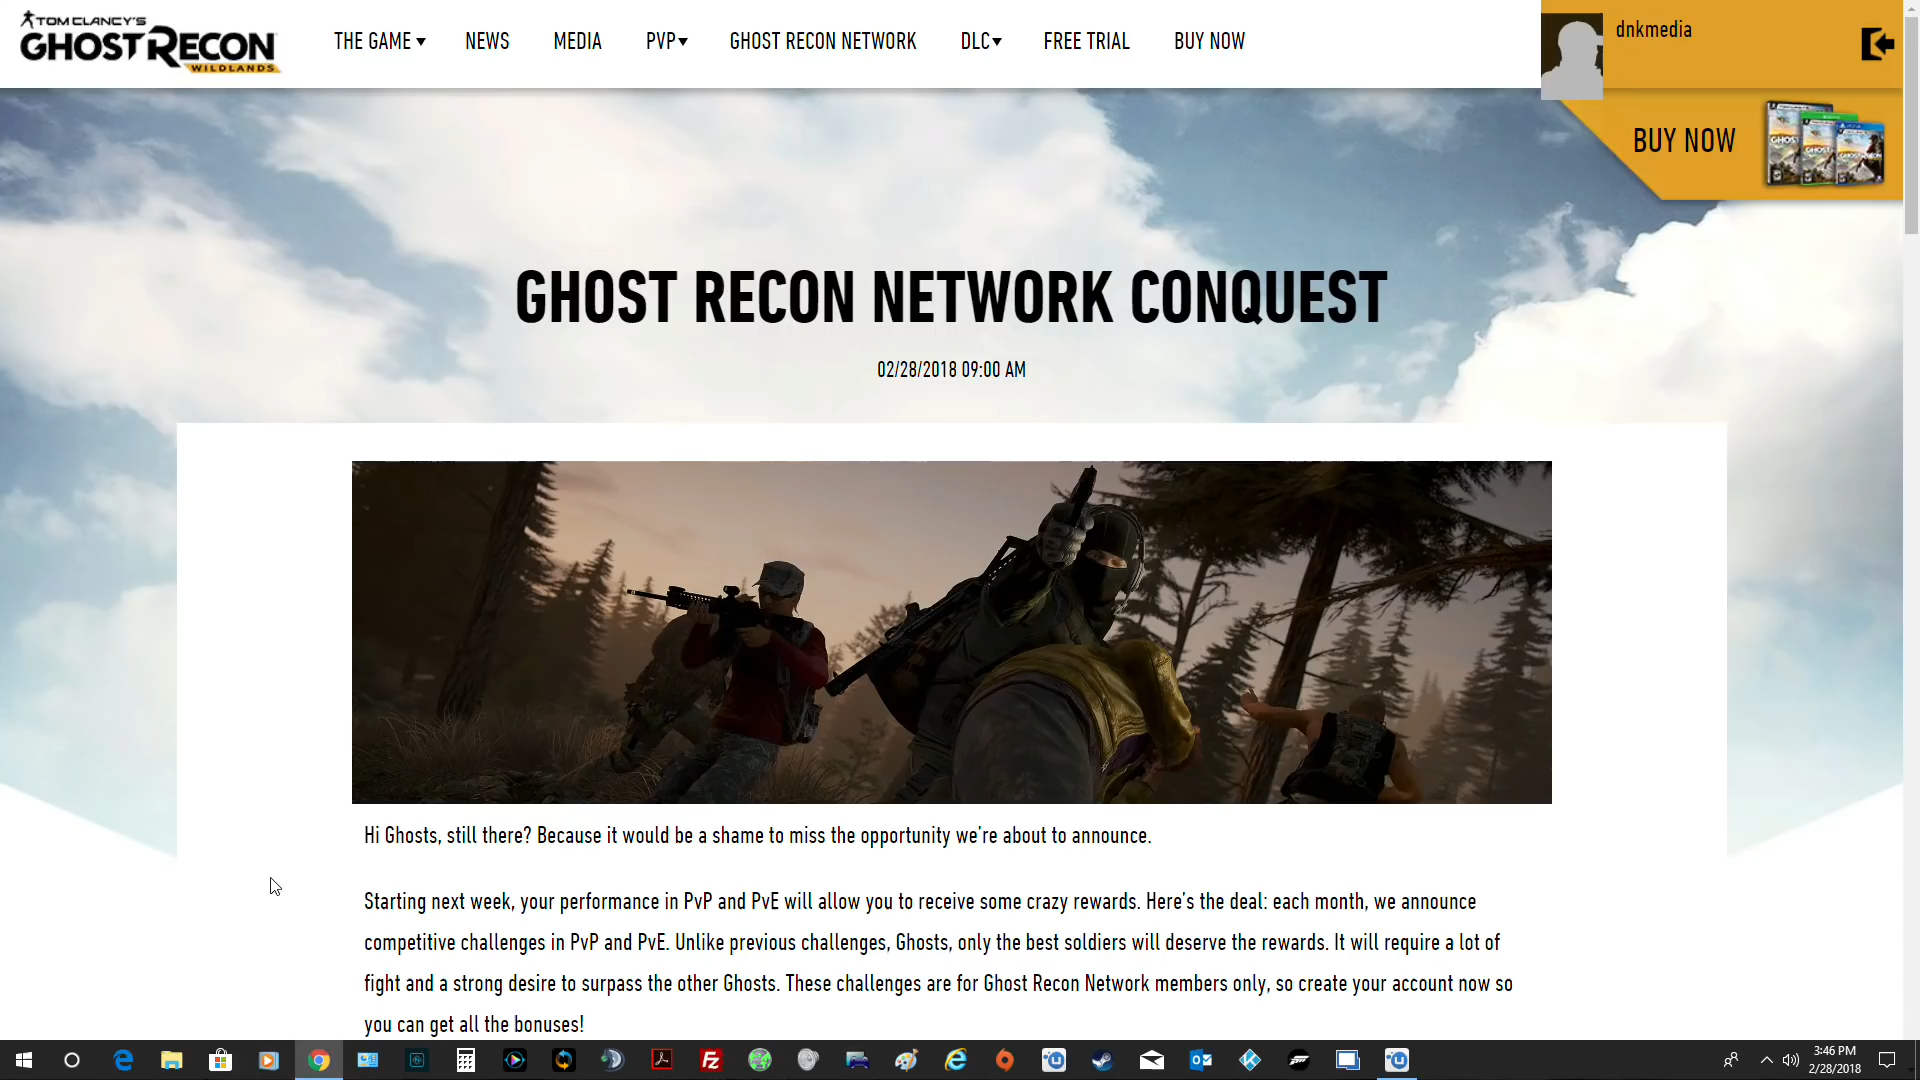 TOM CLANCY'S
GHOST RECON
WILDLANDS
THE GAME ▾ NEWS MEDIA PVP▾ GHOST RECON NETWORK DLC▾ FREE TRIAL BUY NOW
dnkmedia
BUY NOW
GHOST RECON NETWORK CONQUEST
02/28/2018 09:00 AM
Hi Ghosts, still there? Because it would be a shame to miss the opportunity we're about to announce.
Starting next week, your performance in PvP and PvE will allow you to receive some crazy rewards. Here's the deal: each month, we announce
competitive challenges in PvP and PvE. Unlike previous challenges, Ghosts, only the best soldiers will deserve the rewards. It will require a lot of
fight and a strong desire to surpass the other Ghosts. These challenges are for Ghost Recon Network members only, so create your account now so
you can get all the bonuses!
3:46 PM
2/28/2018